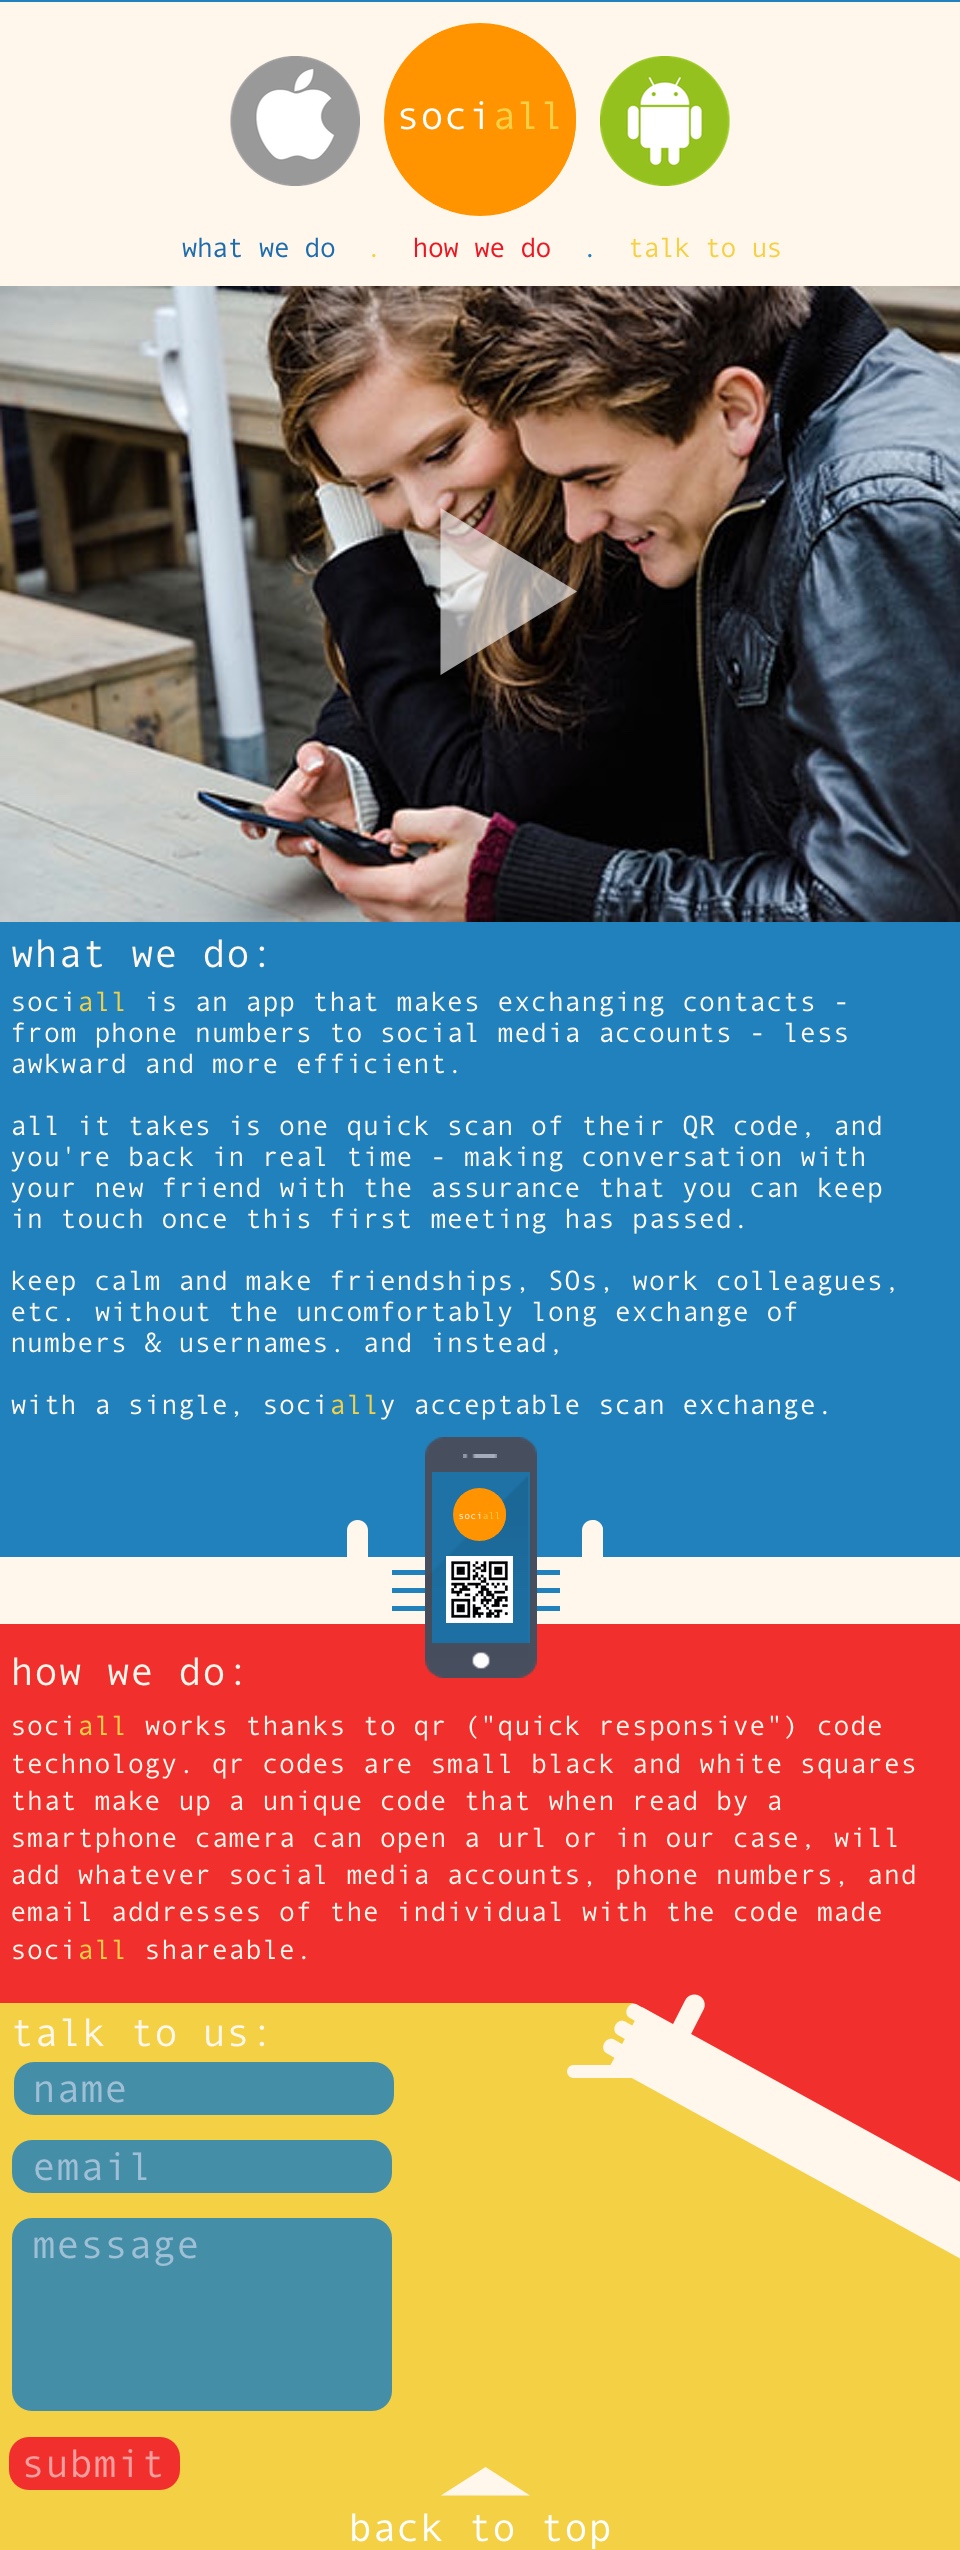 sociall
what we do . how we do . talk to us
what we do:
sociall is an app that makes exchanging contacts -
from phone numbers to social media accounts - less
awkward and more efficient.
all it takes is one quick scan of their QR code, and
you're back in real time - making conversation with
your new friend with the assurance that you can keep
in touch once this first meeting has passed.
keep calm and make friendships, SOs, work colleagues,
etc. without the uncomfortably long exchange of
numbers & usernames. and instead,
with a single, socially acceptable scan exchange.
sociall
how we do:
sociall works thanks to qr ("quick responsive") code
technology. qr codes are small black and white squares
that make up a unique code that when read by a
smartphone camera can open a url or in our case, will
add whatever social media accounts, phone numbers, and
email addresses of the individual with the code made
sociall shareable.
talk to us:
name
email
message
submit
back to top